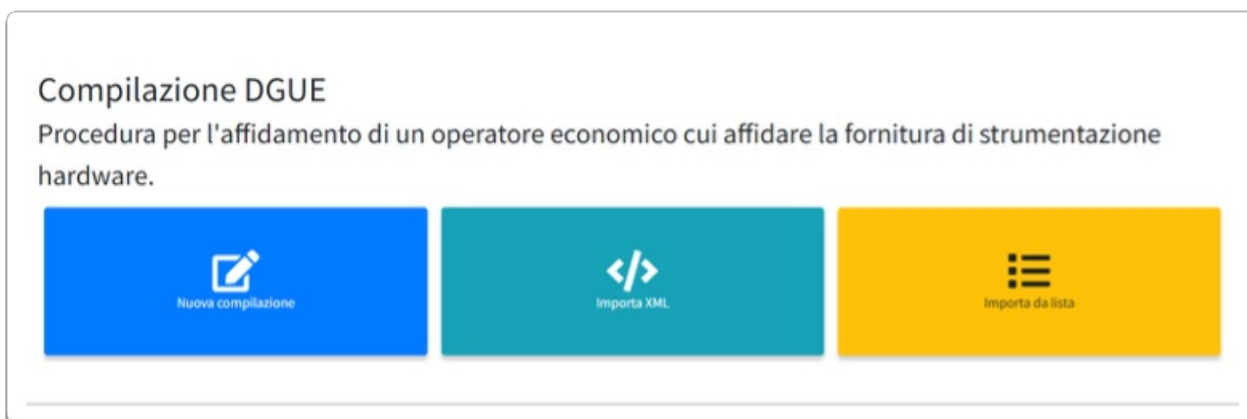 Compilazione DGUE
Procedura per l'affidamento di un operatore economico cui affidare la fornitura di strumentazione
hardware.
Nuova compilazione
Importa XML
Importa da lista